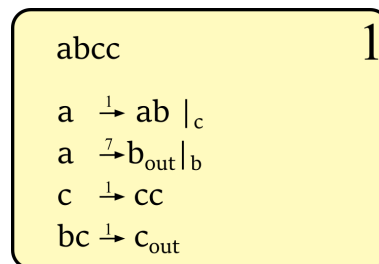 abcc 1
a 1→ ab |c
a 7→ bout|b
c 1→ cc
bc 1→ cout